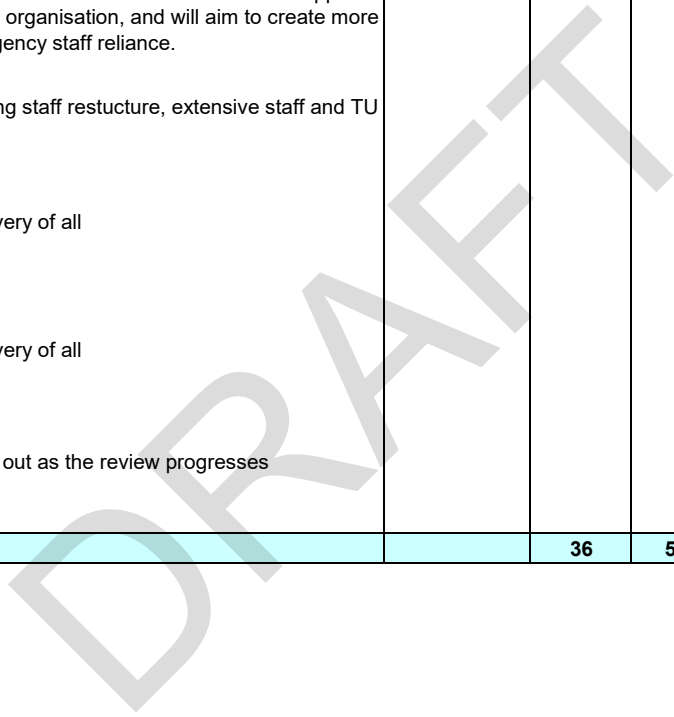 organisation, and will aim to create more
ency staff reliance.
ng staff restucture, extensive staff and TU
very of all
very of all
out as the review progresses
36 5
DRAFT